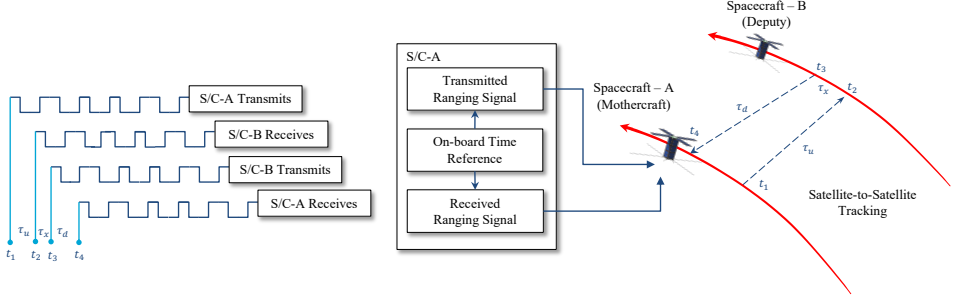 S/C-A Transmits
S/C-B Receives
S/C-B Transmits
S/C-A Receives
τu τx τd
t1 t2 t3 t4
S/C-A
Transmitted
Ranging Signal
On-board Time
Reference
Received
Ranging Signal
Spacecraft – B
(Deputy)
Spacecraft – A
(Mothercraft)
t3
τx
t2
τd
t4
τu
t1
Satellite-to-Satellite
Tracking